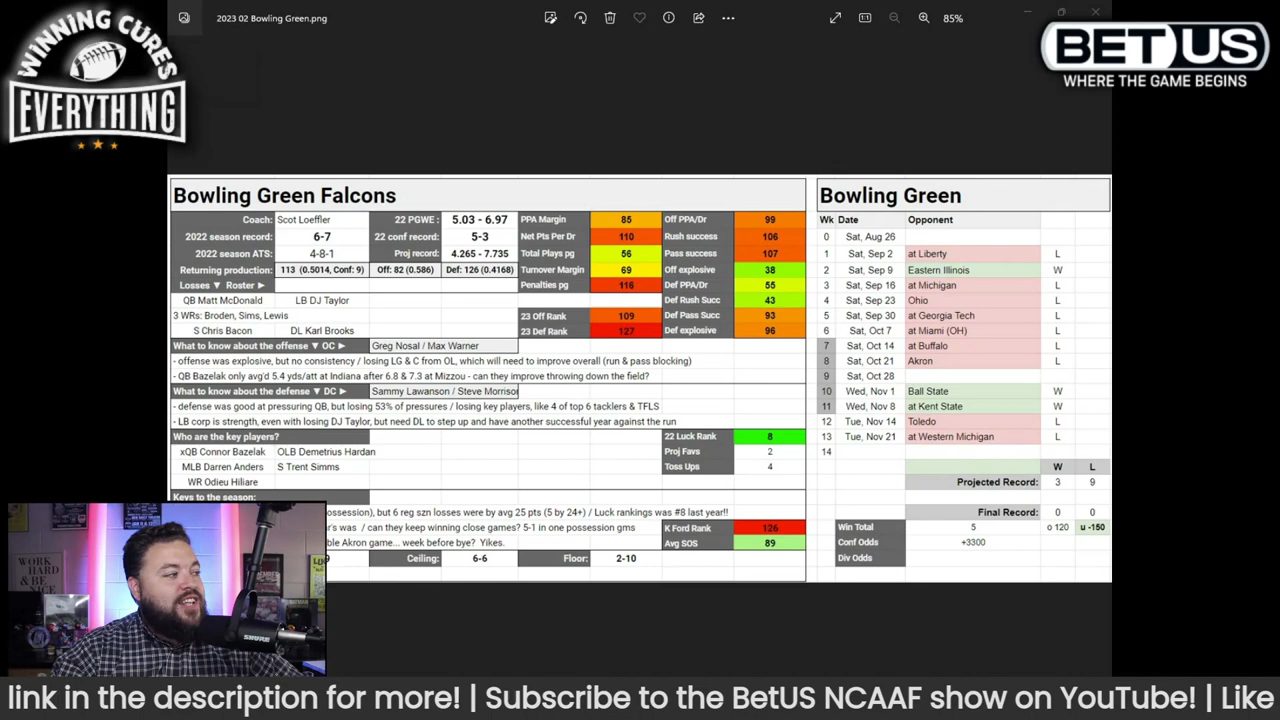 2023 02 Bowling Green.png
85%
WINNING CURES
EVERYTHING
BETUS
WHERE THE GAME BEGINS
Bowling Green Falcons
Coach: Scot Loeffler 22 PGWE : 5.03 - 6.97 PPA Margin 85 Off PPA/Dr 99
2022 season record: 6-7 22 conf record: 5-3 Net Pts Per Dr 110 Rush success 106
2022 season ATS: 4-8-1 Proj record: 4.265 - 7.735 Total Plays pg 56 Pass success 107
Returning production: 113 (0.5014, Conf: 9) Off: 82 (0.586) Def: 126 (0.4168) Turnover Margin 69 Off explosive 38
Losses ▼ Roster ► Penalties pg 116 Def PPA/Dr 55
QB Matt McDonald LB DJ Taylor Def Rush Succ 43
3 WRs: Broden, Sims, Lewis 23 Off Rank 109 Def Pass Succ 93
S Chris Bacon DL Karl Brooks 23 Def Rank 127 Def explosive 96
What to know about the offense ▼ OC ► Greg Nosal / Max Warner
- offense was explosive, but no consistency / losing LG & C from OL, which will need to improve overall (run & pass blocking)
- QB Bazelak only avg'd 5.4 yds/att at Indiana after 6.8 & 7.3 at Mizzou - can they improve throwing down the field?
What to know about the defense ▼ DC ► Sammy Lawanson / Steve Morrison
- defense was good at pressuring QB, but losing 53% of pressures / losing key players, like 4 of top 6 tacklers & TFLS
- LB corp is strength, even with losing DJ Taylor, but need DL to step up and have another successful year against the run
Who are the key players? 22 Luck Rank 8
xQB Connor Bazelak OLB Demetrius Hardan Proj Favs 2
MLB Darren Anders S Trent Simms Toss Ups 4
WR Odieu Hiliare
Keys to the season:
ossession), but 6 reg szn losses were by avg 25 pts (5 by 24+) / Luck rankings was #8 last year!!
r's was / can they keep winning close games? 5-1 in one possession gms K Ford Rank 126
ble Akron game... week before bye? Yikes. Avg SOS 89
9 Ceiling: 6-6 Floor: 2-10
Bowling Green
Wk Date Opponent
0 Sat, Aug 26
1 Sat, Sep 2 at Liberty L
2 Sat, Sep 9 Eastern Illinois W
3 Sat, Sep 16 at Michigan L
4 Sat, Sep 23 Ohio L
5 Sat, Sep 30 at Georgia Tech L
6 Sat, Oct 7 at Miami (OH) L
7 Sat, Oct 14 at Buffalo L
8 Sat, Oct 21 Akron L
9 Sat, Oct 28
10 Wed, Nov 1 Ball State W
11 Wed, Nov 8 at Kent State W
12 Tue, Nov 14 Toledo L
13 Tue, Nov 21 at Western Michigan L
14
W L
Projected Record: 3 9
Final Record: 0 0
Win Total 5 o 120 u -150
Conf Odds +3300
Div Odds
WORK HARD & BE NICE
SHURE
link in the description for more! | Subscribe to the BetUS NCAAF show on YouTube! | Like